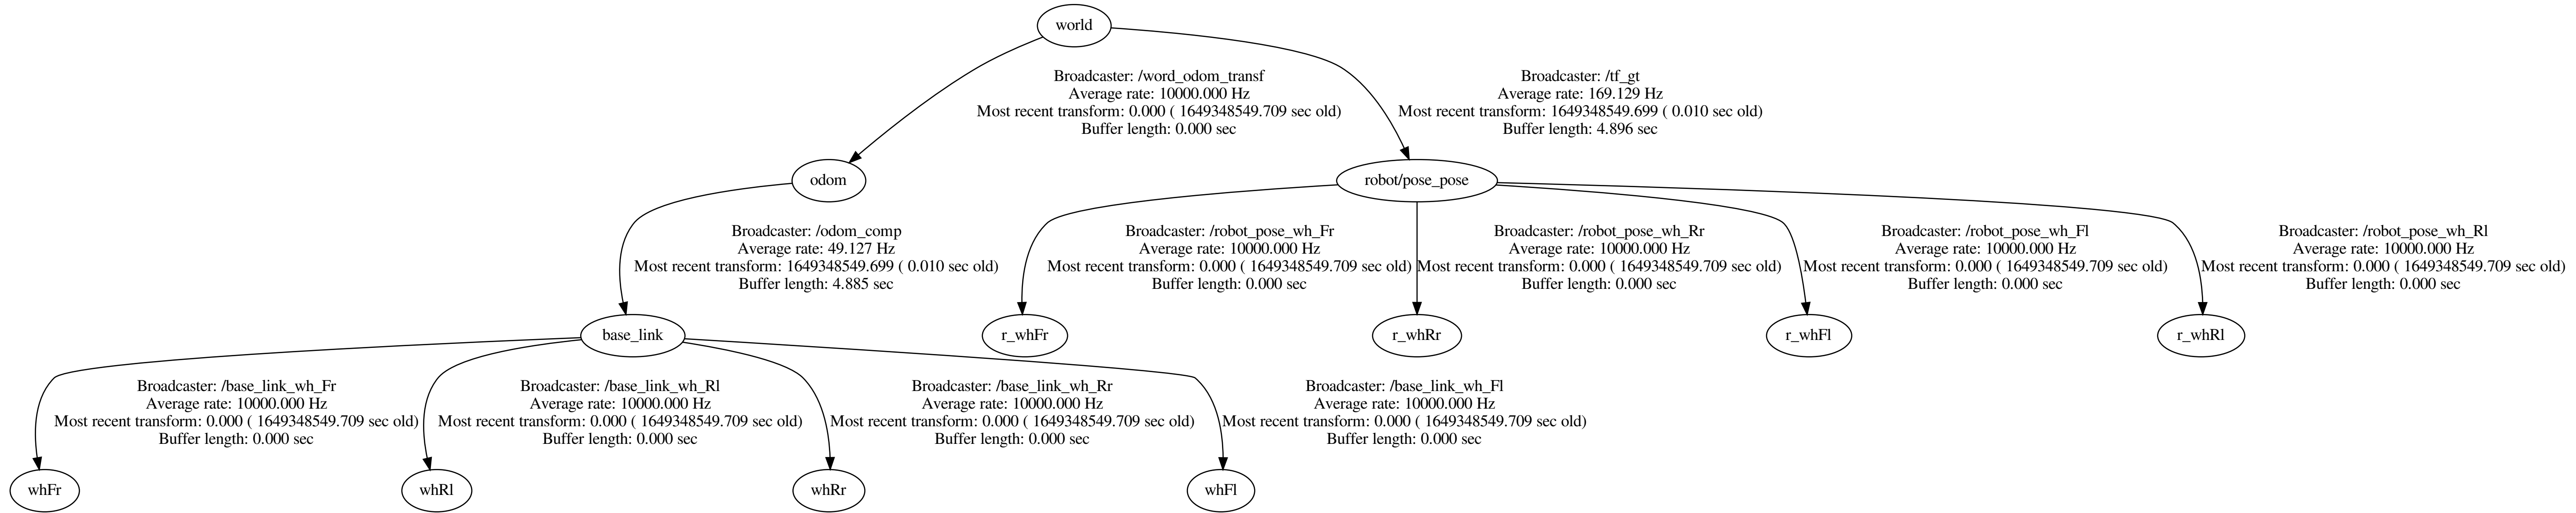 world
Broadcaster: /word_odom_transf
Average rate: 10000.000 Hz
Most recent transform: 0.000 ( 1649348549.709 sec old)
Buffer length: 0.000 sec
Broadcaster: /tf_gt
Average rate: 169.129 Hz
Most recent transform: 1649348549.699 ( 0.010 sec old)
Buffer length: 4.896 sec
odom
robot/pose_pose
Broadcaster: /odom_comp
Average rate: 49.127 Hz
Most recent transform: 1649348549.699 ( 0.010 sec old)
Buffer length: 4.885 sec
Broadcaster: /robot_pose_wh_Fr
Average rate: 10000.000 Hz
Most recent transform: 0.000 ( 1649348549.709 sec old)
Buffer length: 0.000 sec
Broadcaster: /robot_pose_wh_Rr
Average rate: 10000.000 Hz
Most recent transform: 0.000 ( 1649348549.709 sec old)
Buffer length: 0.000 sec
Broadcaster: /robot_pose_wh_Fl
Average rate: 10000.000 Hz
Most recent transform: 0.000 ( 1649348549.709 sec old)
Buffer length: 0.000 sec
Broadcaster: /robot_pose_wh_Rl
Average rate: 10000.000 Hz
Most recent transform: 0.000 ( 1649348549.709 sec old)
Buffer length: 0.000 sec
base_link
r_whFr
r_whRr
r_whFl
r_whRl
Broadcaster: /base_link_wh_Fr
Average rate: 10000.000 Hz
Most recent transform: 0.000 ( 1649348549.709 sec old)
Buffer length: 0.000 sec
Broadcaster: /base_link_wh_Rl
Average rate: 10000.000 Hz
Most recent transform: 0.000 ( 1649348549.709 sec old)
Buffer length: 0.000 sec
Broadcaster: /base_link_wh_Rr
Average rate: 10000.000 Hz
Most recent transform: 0.000 ( 1649348549.709 sec old)
Buffer length: 0.000 sec
Broadcaster: /base_link_wh_Fl
Average rate: 10000.000 Hz
Most recent transform: 0.000 ( 1649348549.709 sec old)
Buffer length: 0.000 sec
whFr
whRl
whRr
whFl